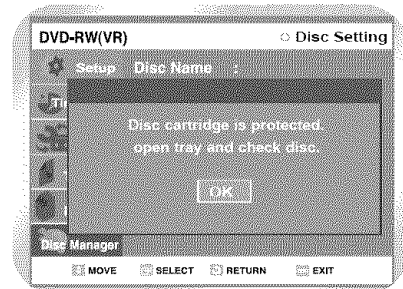 DVD-RW(VR) Disc Setting
Setup Disc Name :
Disc cartridge is protected.
open tray and check disc.
OK
Disc Manager
MOVE SELECT RETURN EXIT